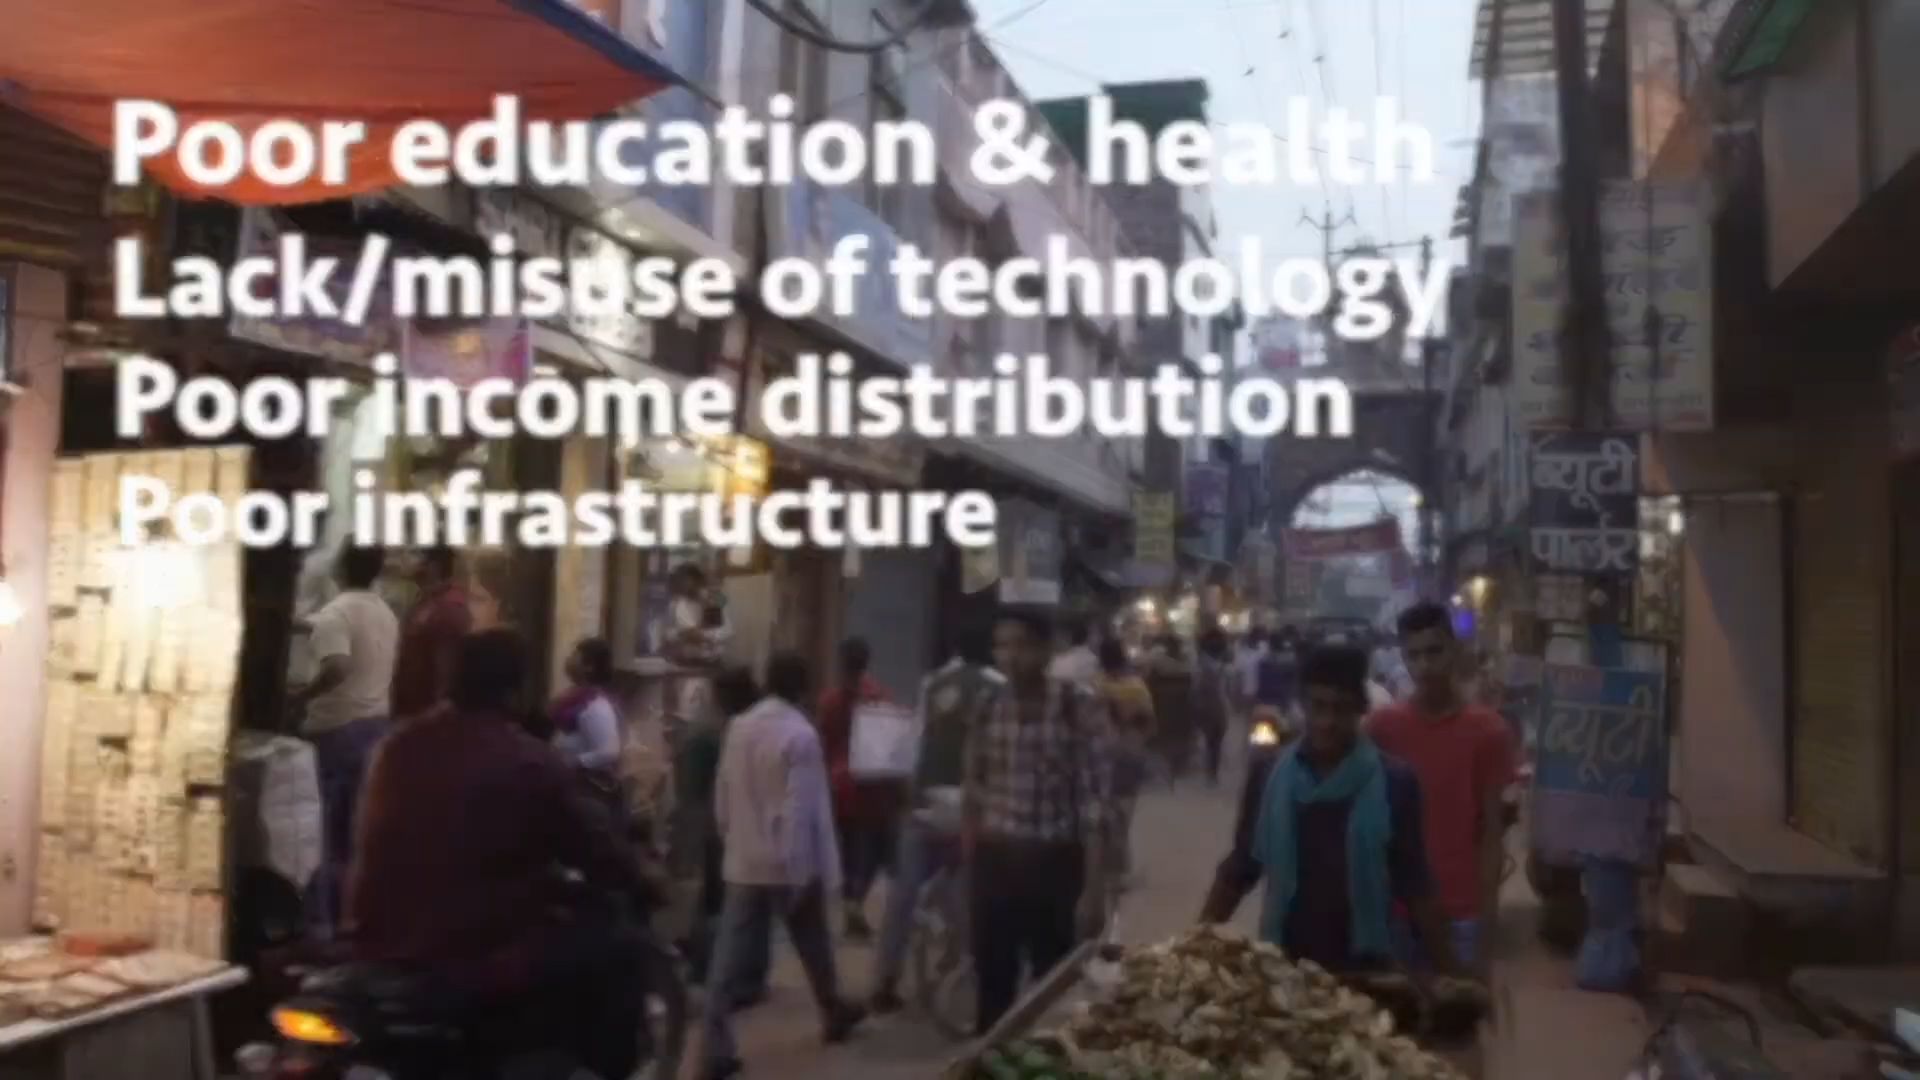 Poor education & health
Lack/misuse of technology
Poor income distribution
Poor infrastructure
ब्यूटी
पार्लर
ब्यूटी